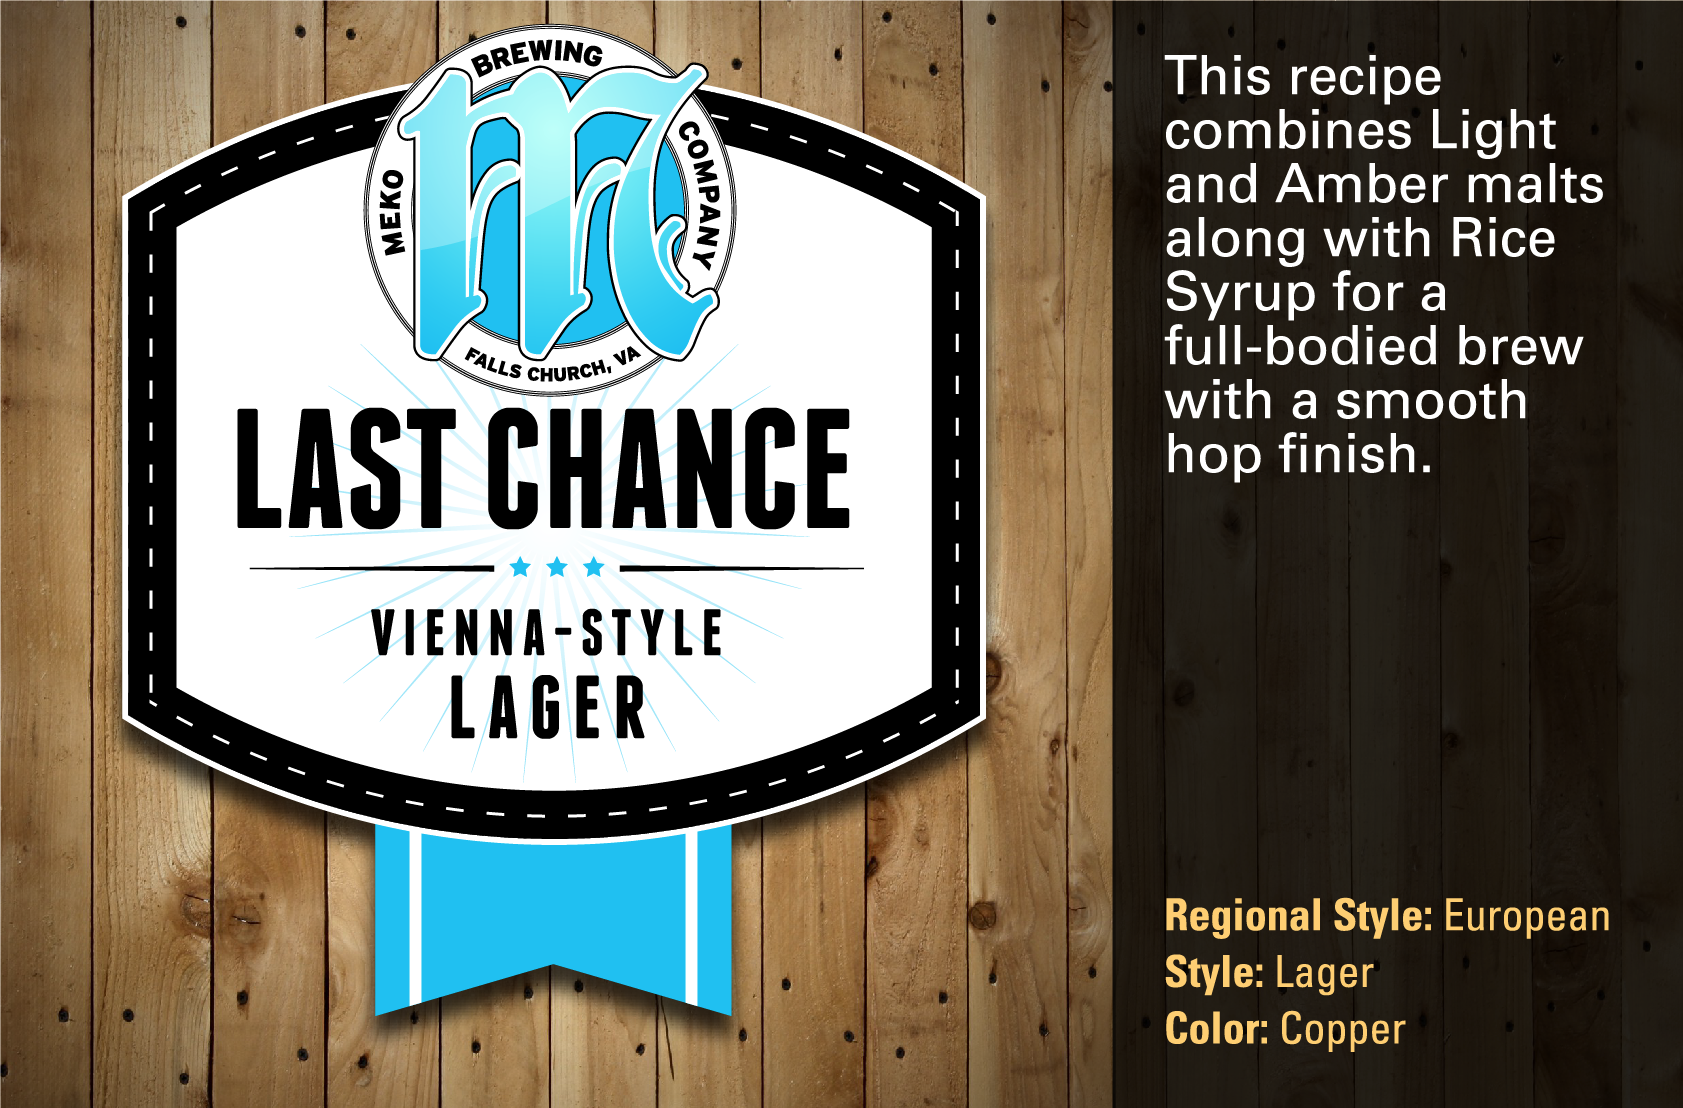 MEKO BREWING COMPANY
FALLS CHURCH, VA
LAST CHANCE
VIENNA-STYLE
LAGER
This recipe
combines Light
and Amber malts
along with Rice
Syrup for a
full-bodied brew
with a smooth
hop finish.
Regional Style: European
Style: Lager
Color: Copper